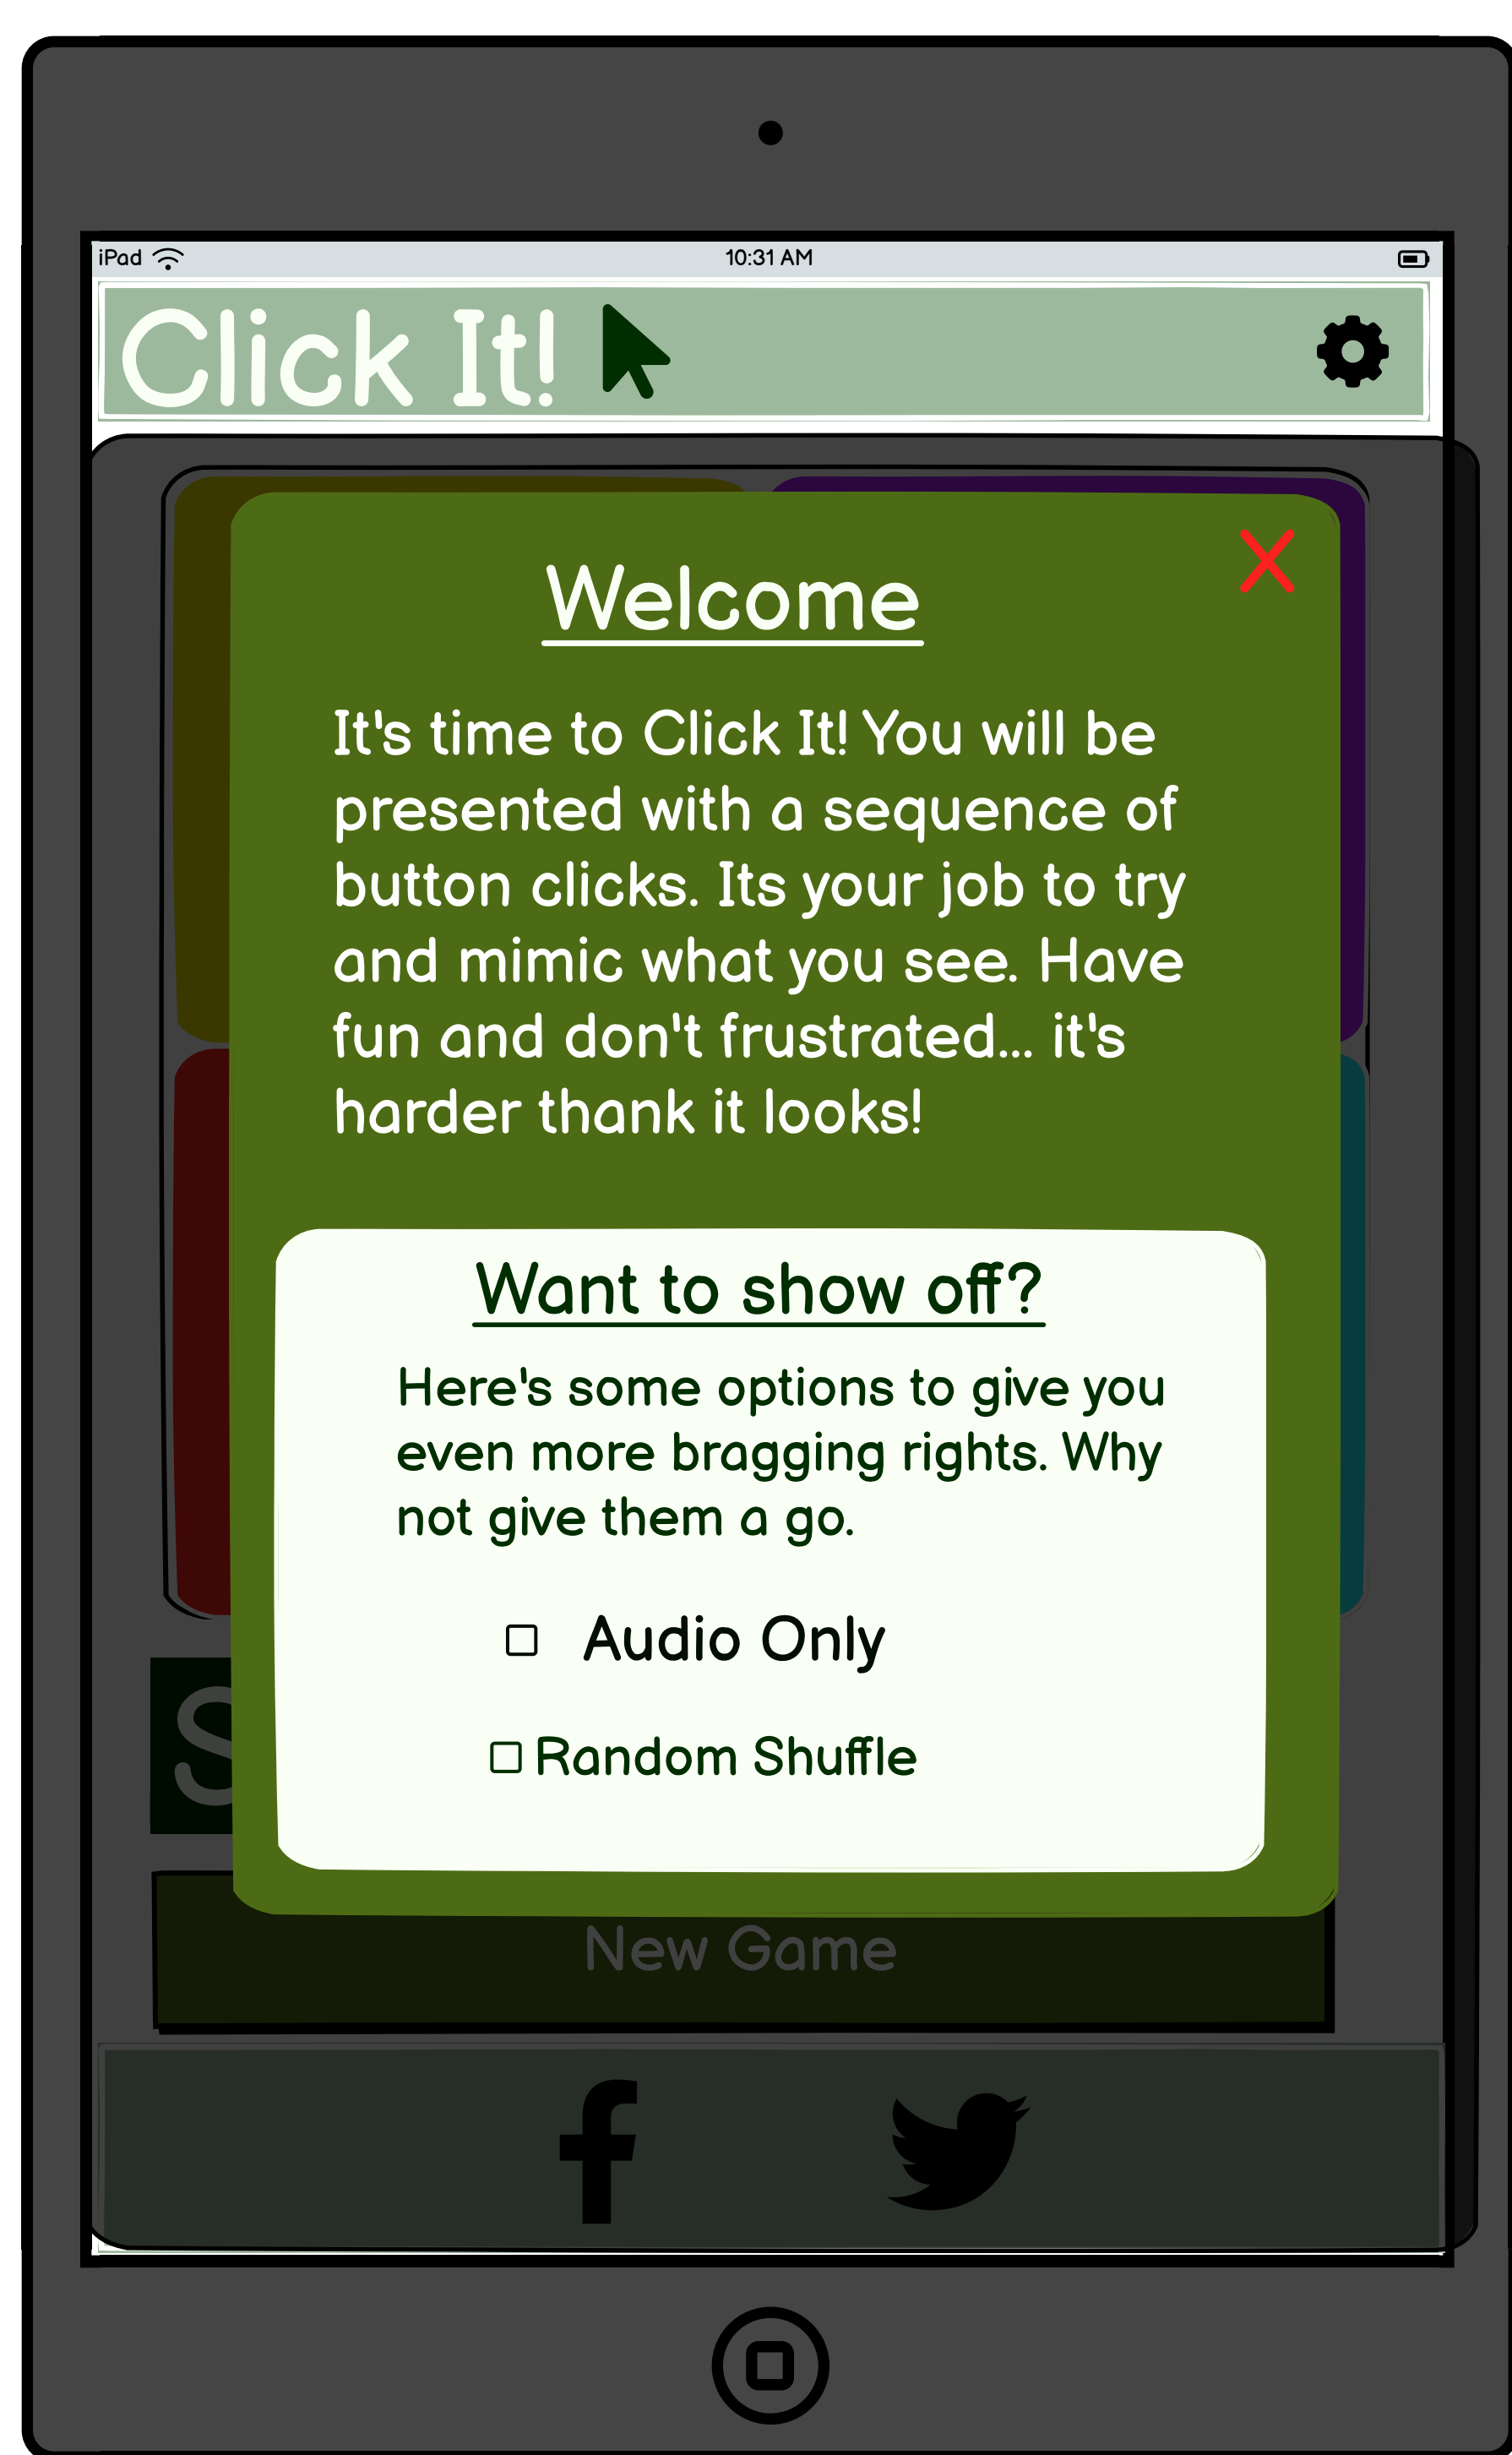 iPad
10:31 AM
Click It!
Welcome
It's time to Click It! You will be
presented with a sequence of
button clicks. Its your job to try
and mimic what you see. Have
fun and don't frustrated... it's
harder thank it looks!
Want to show off?
Here's some options to give you
even more bragging rights. Why
not give them a go.
Audio Only
Random Shuffle
S
New Game